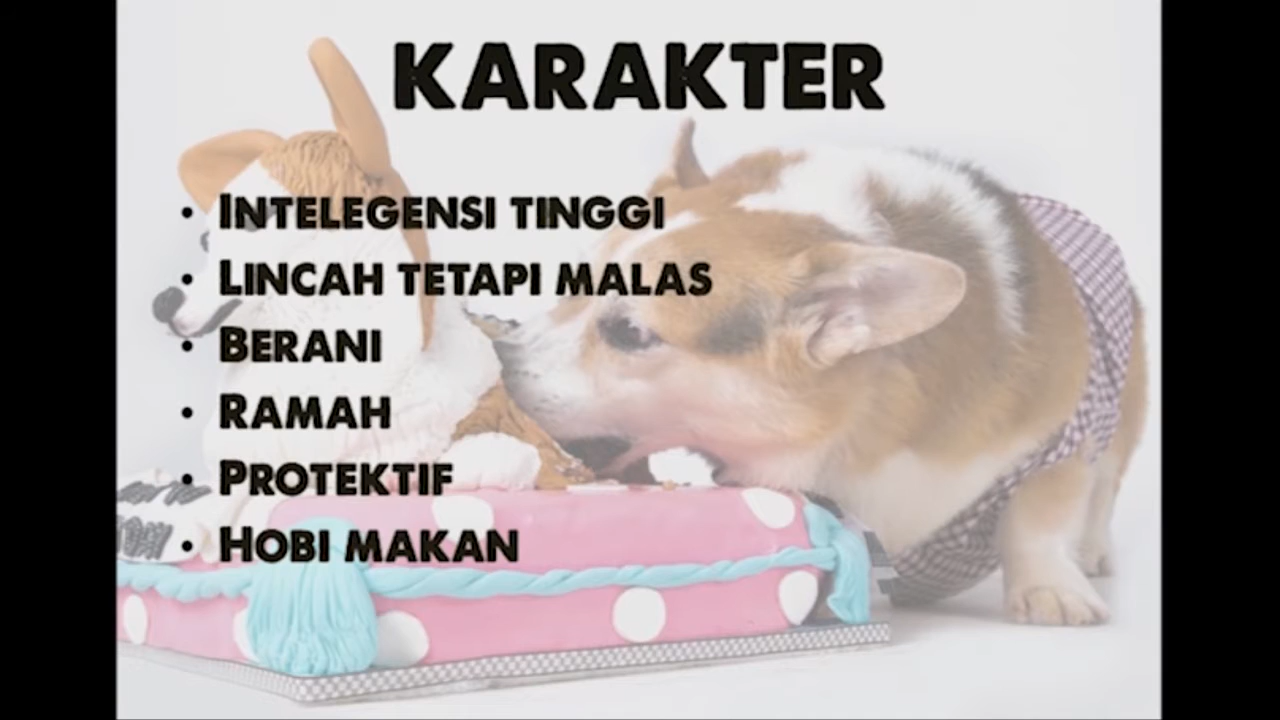 KARAKTER
• INTELEGENSI TINGGI
• LINCAH TETAPI MALAS
• BERANI
• RAMAH
• PROTEKTIF
• HOBI MAKAN